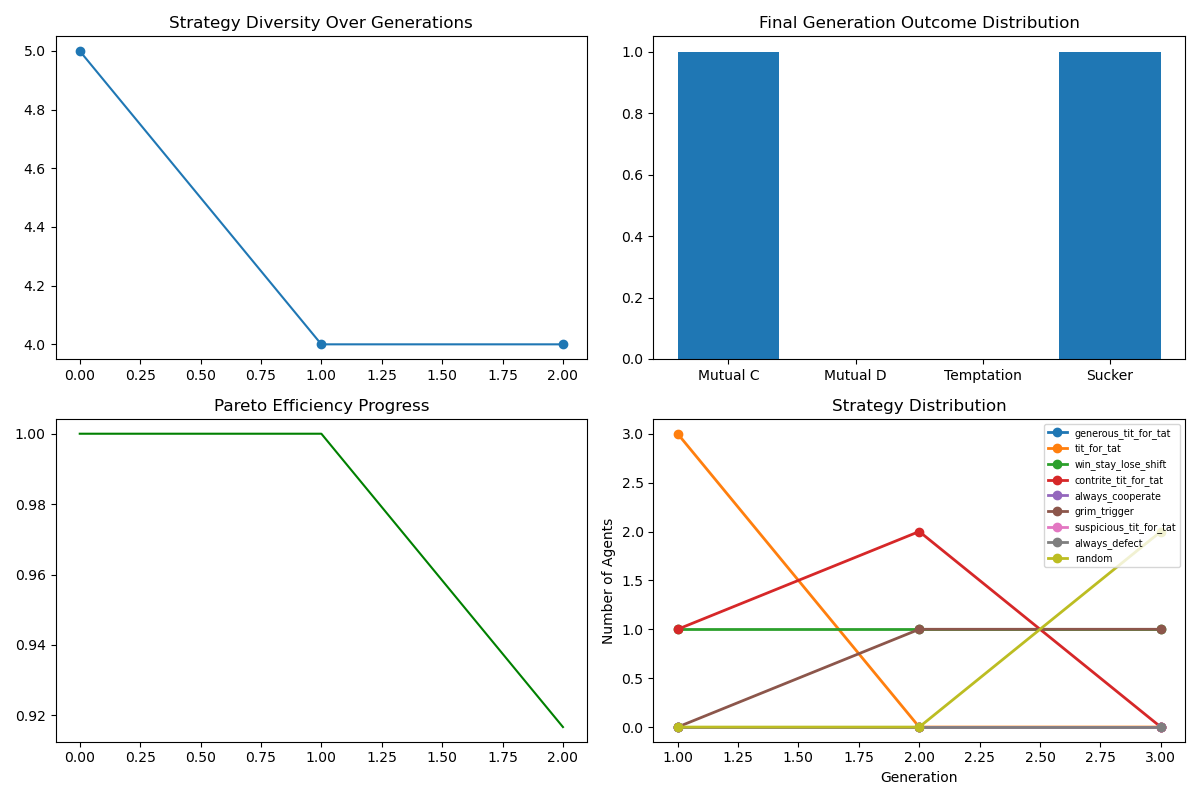 Strategy Diversity Over Generations
5.0
4.8
4.6
4.4
4.2
4.0
0.00 0.25 0.50 0.75 1.00 1.25 1.50 1.75 2.00
Final Generation Outcome Distribution
1.0
0.8
0.6
0.4
0.2
0.0
Mutual C Mutual D Temptation Sucker
Pareto Efficiency Progress
1.00
0.98
0.96
0.94
0.92
0.00 0.25 0.50 0.75 1.00 1.25 1.50 1.75 2.00
Strategy Distribution
Number of Agents
3.0
2.5
2.0
1.5
1.0
0.5
0.0
generous_tit_for_tat
tit_for_tat
win_stay_lose_shift
contrite_tit_for_tat
always_cooperate
grim_trigger
suspicious_tit_for_tat
always_defect
random
1.00 1.25 1.50 1.75 2.00 2.25 2.50 2.75 3.00
Generation